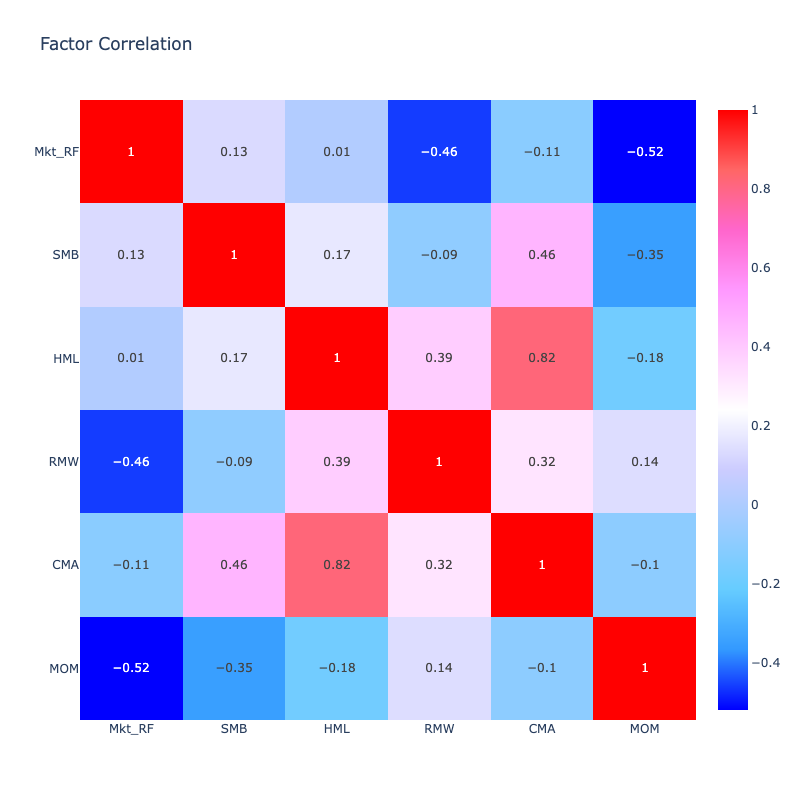 Factor Correlation
Mkt_RF 1 0.13 0.01 −0.46 −0.11 −0.52
SMB 0.13 1 0.17 −0.09 0.46 −0.35
HML 0.01 0.17 1 0.39 0.82 −0.18
RMW −0.46 −0.09 0.39 1 0.32 0.14
CMA −0.11 0.46 0.82 0.32 1 −0.1
MOM −0.52 −0.35 −0.18 0.14 −0.1 1
Mkt_RF SMB HML RMW CMA MOM
1
0.8
0.6
0.4
0.2
0
−0.2
−0.4